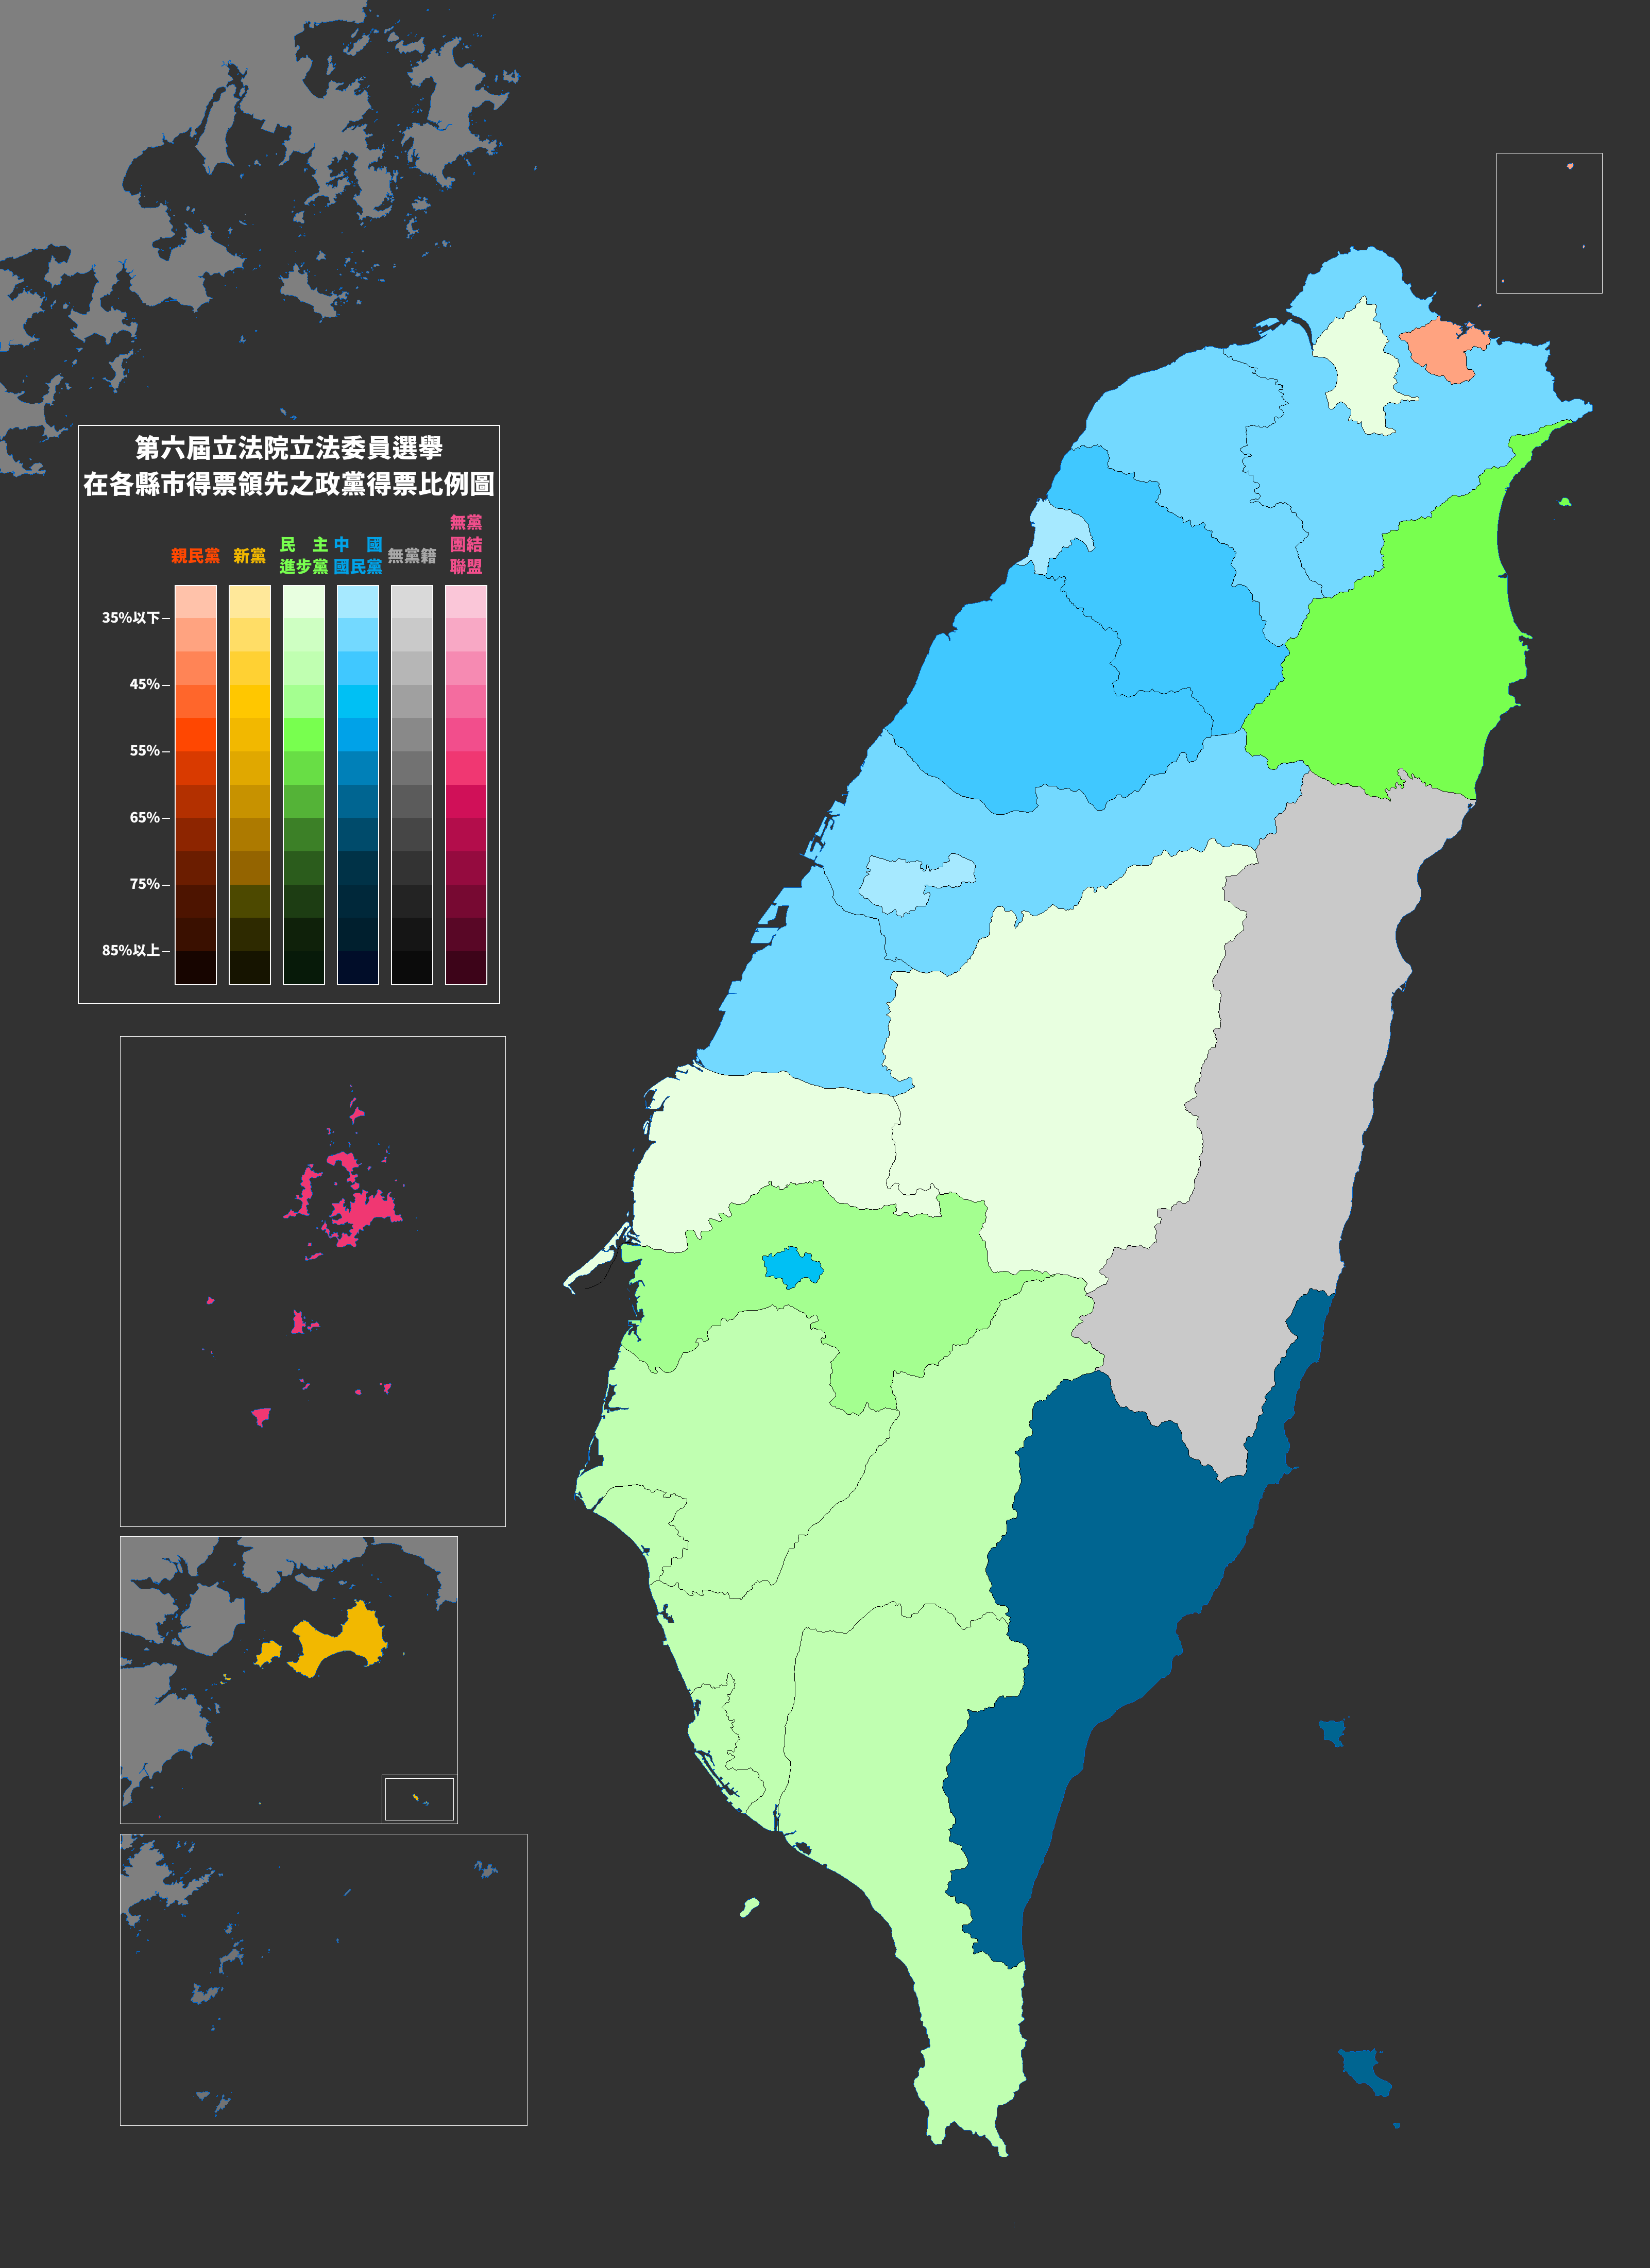 第六屆立法院立法委員選舉
在各縣市得票領先之政黨得票比例圖
親民黨
新黨
民 主
進步黨
中 國
國民黨
無黨籍
無黨
團結
聯盟
35%以下
45%
55%
65%
75%
85%以上